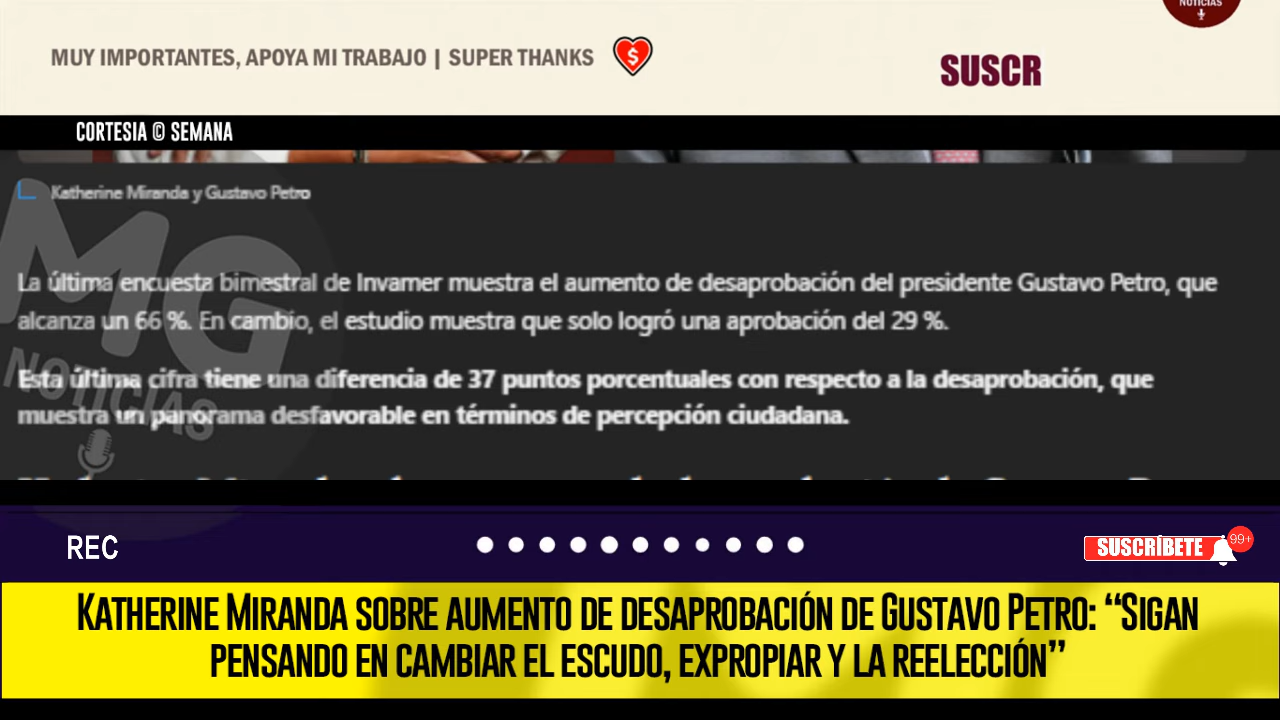 NOTICIAS
MUY IMPORTANTES, APOYA MI TRABAJO | SUPER THANKS
$
SUSCR
CORTESIA © SEMANA
Katherine Miranda y Gustavo Petro
La última encuesta bimestral de Invamer muestra el aumento de desaprobación del presidente Gustavo Petro, que
alcanza un 66 %. En cambio, el estudio muestra que solo logró una aprobación del 29 %.
Esta última cifra tiene una diferencia de 37 puntos porcentuales con respecto a la desaprobación, que
muestra un panorama desfavorable en términos de percepción ciudadana.
MG
NOTICIAS
REC
SUSCRÍBETE
99+
KATHERINE MIRANDA SOBRE AUMENTO DE DESAPROBACIÓN DE GUSTAVO PETRO: “SIGAN
PENSANDO EN CAMBIAR EL ESCUDO, EXPROPIAR Y LA REELECCIÓN”